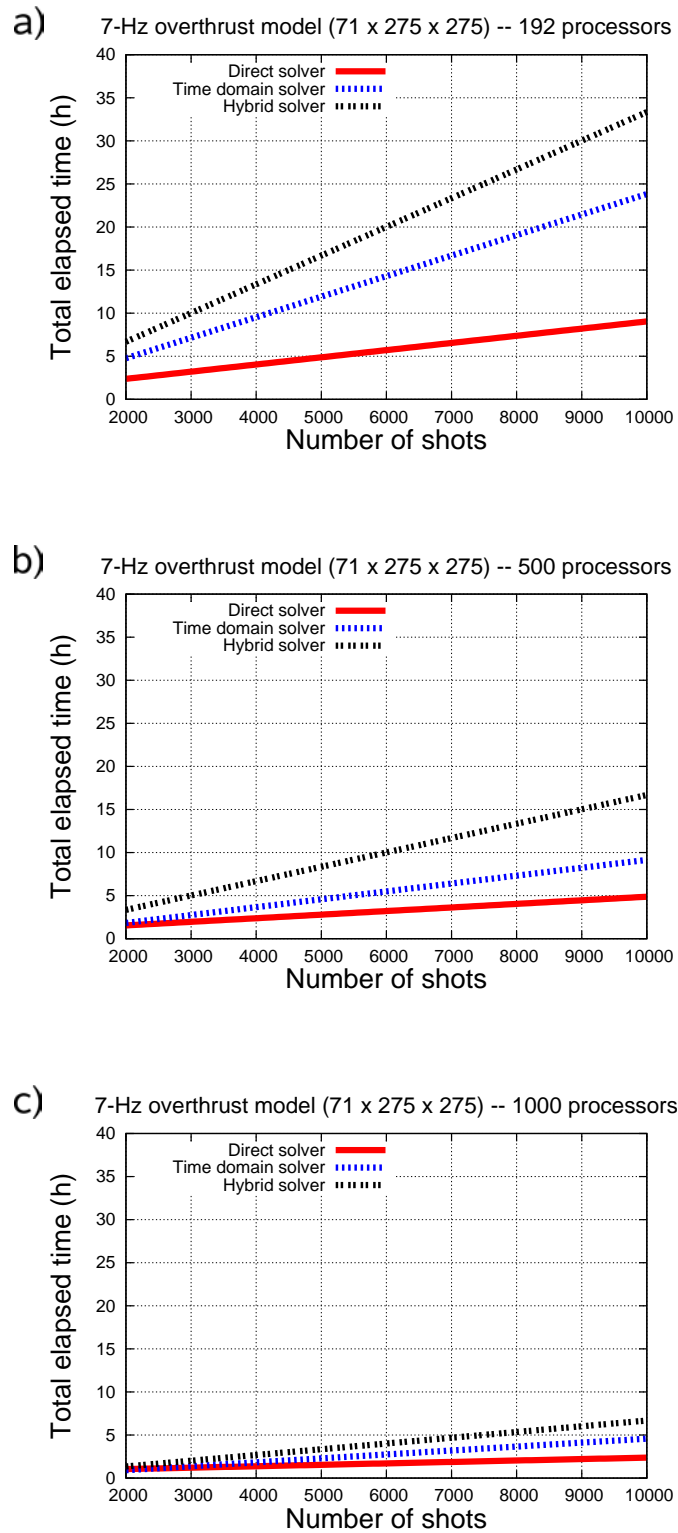 a)
7-Hz overthrust model (71 x 275 x 275) -- 192 processors
Direct solver
Time domain solver
Hybrid solver
Total elapsed time (h)
40
35
30
25
20
15
10
5
0
2000 3000 4000 5000 6000 7000 8000 9000 10000
Number of shots
b)
7-Hz overthrust model (71 x 275 x 275) -- 500 processors
Direct solver
Time domain solver
Hybrid solver
Total elapsed time (h)
40
35
30
25
20
15
10
5
0
2000 3000 4000 5000 6000 7000 8000 9000 10000
Number of shots
c)
7-Hz overthrust model (71 x 275 x 275) -- 1000 processors
Direct solver
Time domain solver
Hybrid solver
Total elapsed time (h)
40
35
30
25
20
15
10
5
0
2000 3000 4000 5000 6000 7000 8000 9000 10000
Number of shots